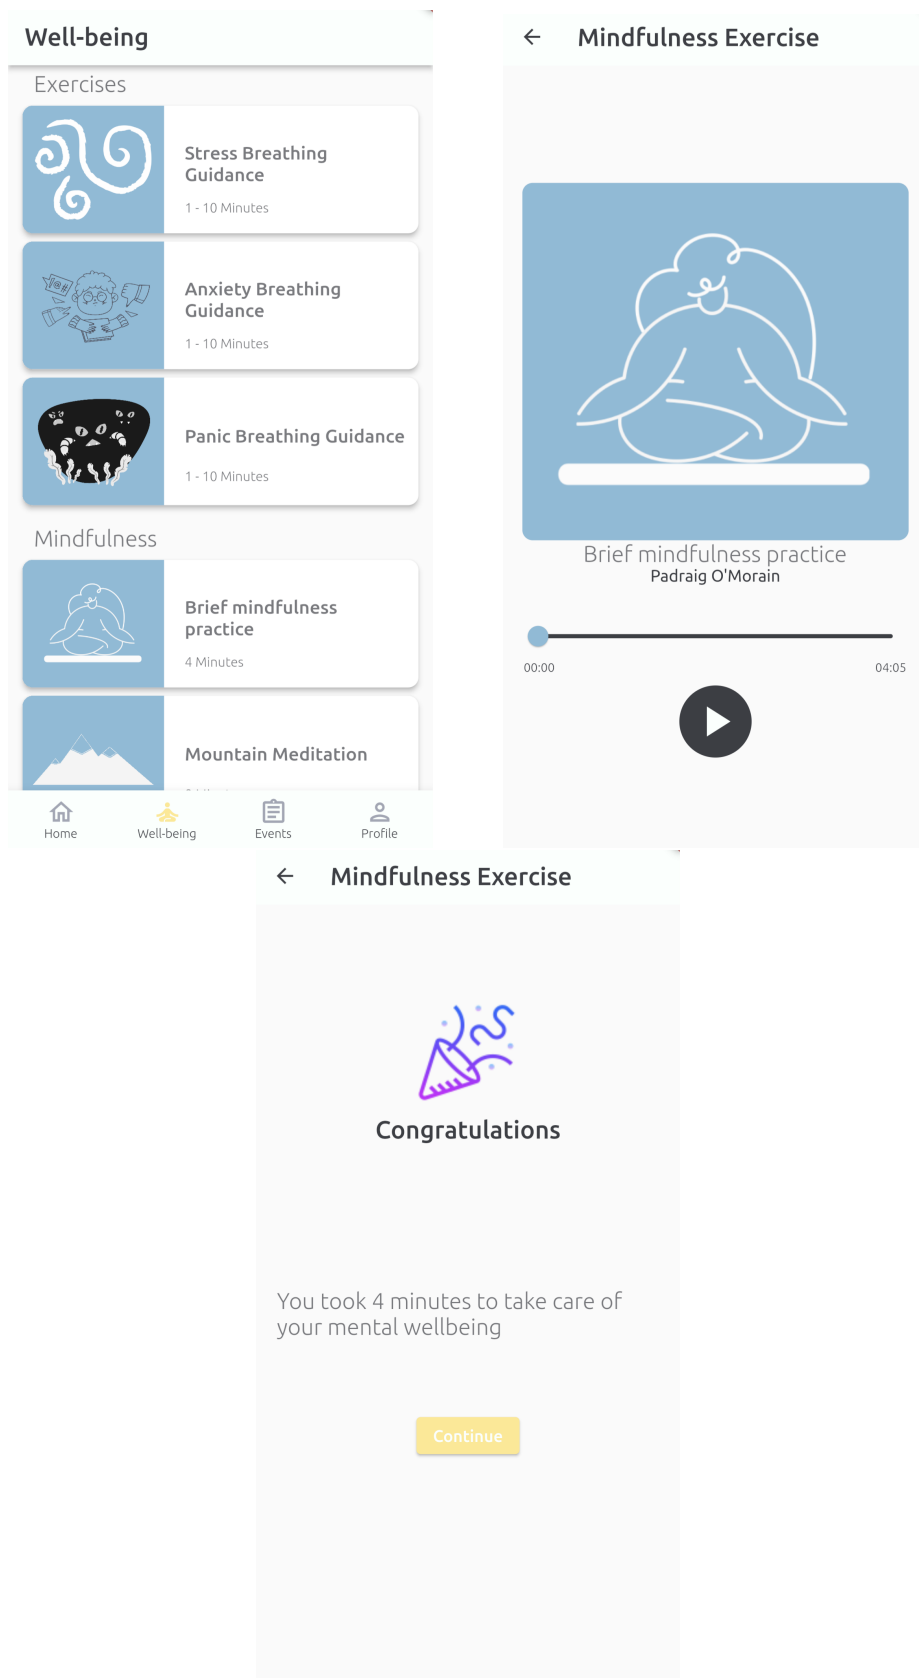 Well-being
Exercises
Stress Breathing
Guidance
1 - 10 Minutes
Anxiety Breathing
Guidance
1 - 10 Minutes
Panic Breathing Guidance
1 - 10 Minutes
Mindfulness
Brief mindfulness
practice
4 Minutes
Mountain Meditation
Home
Well-being
Events
Profile
Mindfulness Exercise
Brief mindfulness practice
Padraig O'Morain
00:00
04:05
Mindfulness Exercise
Congratulations
You took 4 minutes to take care of
your mental wellbeing
Continue